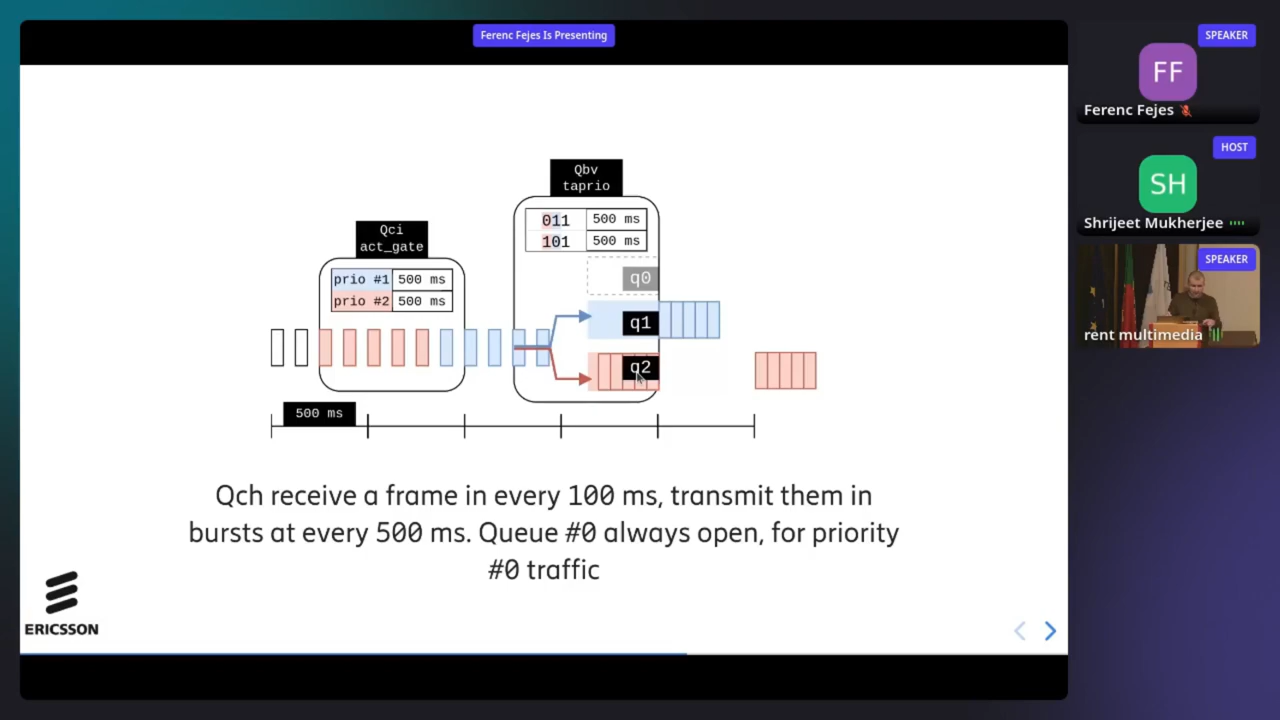 Ferenc Fejes Is Presenting
SPEAKER
FF
Ferenc Fejes
HOST
SH
Shrijeet Mukherjee
SPEAKER
rent multimedia
Qbv
taprio
011 500 ms
101 500 ms
Qci
act_gate
prio #1 500 ms
prio #2 500 ms
q0
q1
q2
500 ms
Qch receive a frame in every 100 ms, transmit them in
bursts at every 500 ms. Queue #0 always open, for priority
#0 traffic
ERICSSON